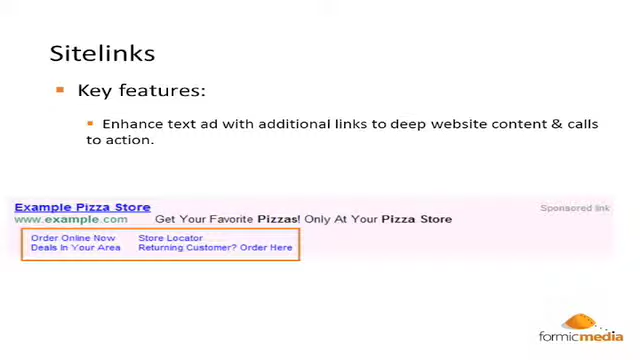 Sitelinks
Key features:
Enhance text ad with additional links to deep website content & calls
to action.
Example Pizza Store
Sponsored link
www.example.com Get Your Favorite Pizzas! Only At Your Pizza Store
Order Online Now Store Locator
Deals In Your Area Returning Customer? Order Here
formicmedia